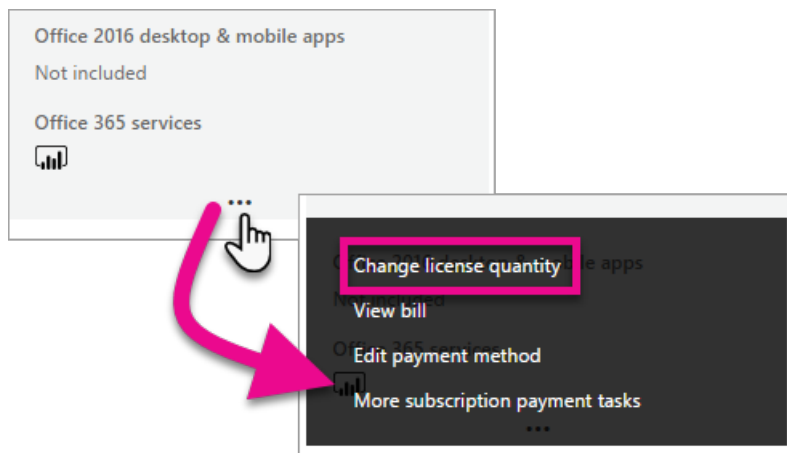 Office 2016 desktop & mobile apps
Not included
Office 365 services
...
Change license quantity
View bill
Edit payment method
More subscription payment tasks
...